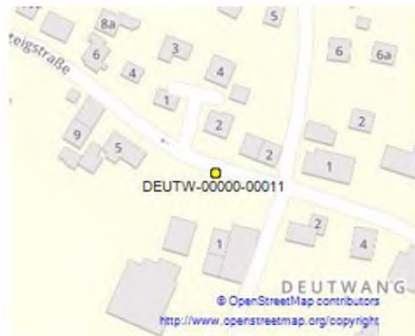 8a
5
6
3
4
4
6
6a
zeigstraße
1
2
2
9
5
2
1
DEUTW-00000-00011
1
2
4
DEUTWANG
© OpenStreetMap contributors
http://www.openstreetmap.org/copyright